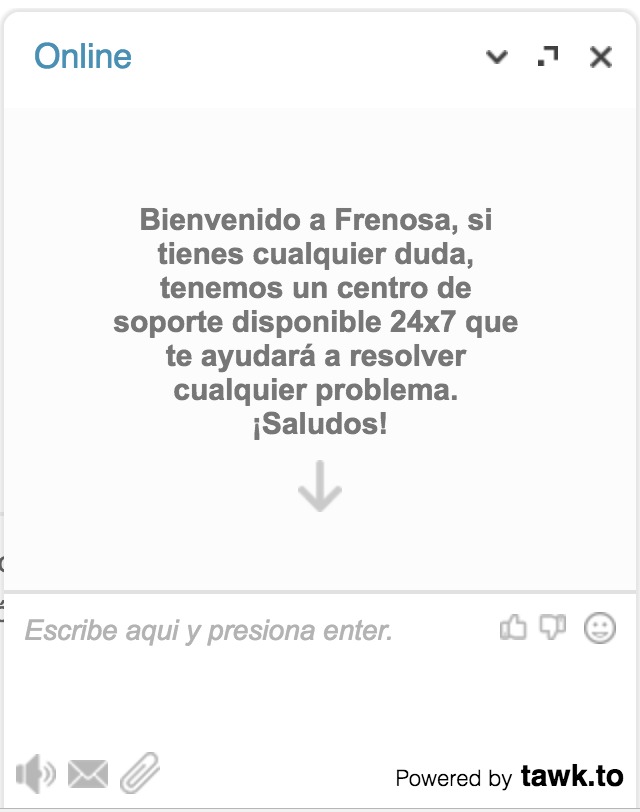 Online
Bienvenido a Frenosa, si
tienes cualquier duda,
tenemos un centro de
soporte disponible 24x7 que
te ayudará a resolver
cualquier problema.
¡Saludos!
Escribe aqui y presiona enter.
Powered by tawk.to